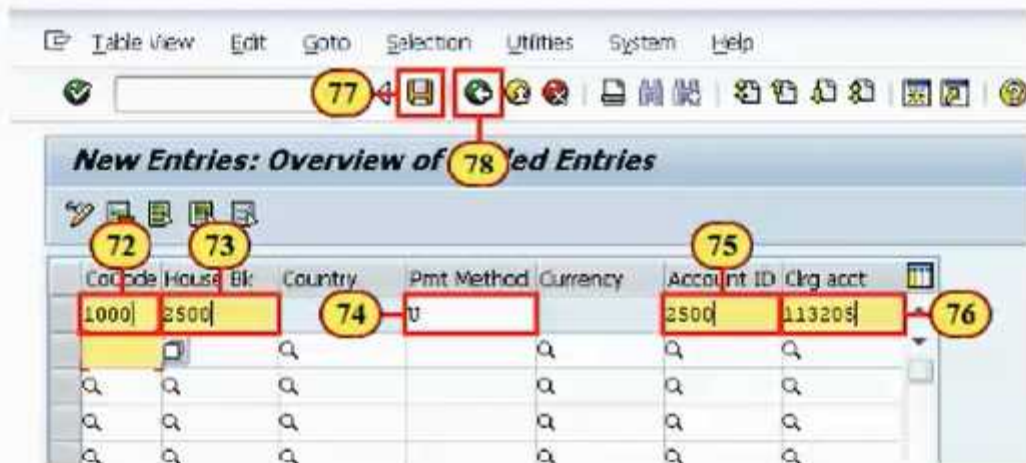 Table View Edit Goto Selection Utilities System Help
77
New Entries: Overview of 78 ed Entries
72 73 75
CoCode House Bk Country Pmt Method Currency Account ID Clrg acct
1000 2500 74 U 2500 113205 76